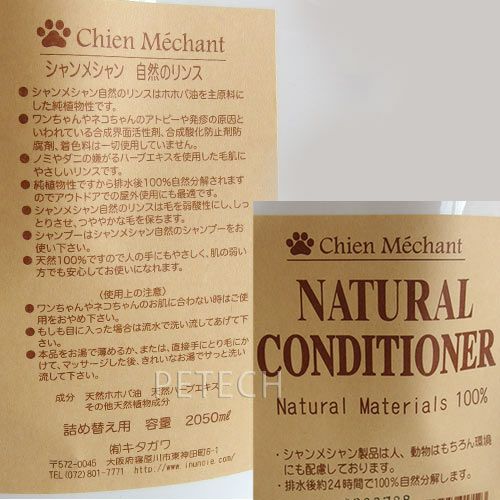 Chien Méchant
シャンメシャン 自然のリンス
● シャンメシャン自然のリンスはホホバ油を主原料に
した純植物性です。
● ワンちゃんやネコちゃんのアトピーや発疹の原因と
いわれている合成界面活性剤、合成酸化防止剤防
腐剤、着色料は一切使用していません。
● ノミやダニの嫌がるハーブエキスを使用した毛肌に
やさしいリンスです。
● 純植物性ですから排水後100%自然分解されます
のでアウトドアでの屋外使用にも最適です。
● シャンメシャン自然のリンスは毛を弱酸性にし、しっ
とりさせ、つややかな毛を保ちます。
● シャンプーはシャンメシャン自然のシャンプーをお
使い下さい。
● 天然100%ですので人の手にもやさしく、肌の弱い
方でも安心してお使いになれます。
(使用上の注意)
● ワンちゃんやネコちゃんのお肌に合わない時はご使
用をおやめ下さい。
● もしも目に入った場合は流水で洗い流してあげて下
さい。
● 本品をお湯で薄めるか、または、直接手にとり毛にか
けて、マッサージした後、きれいなお湯でサッと洗い
流して下さい。
成分 天然ホホバ油 天然ハーブエキス
その他天然植物成分
詰め替え用 容量 2050㎖
(有)キタガワ
〒572-0045 大阪府寝屋川市東神田町6-1
TEL(072)801-7771 http://www.inunoie.com/
PETECH
Chien Méchant
NATURAL
CONDITIONER
Natural Materials 100%
・シャンメシャン製品は人、動物はもちろん環境
にも配慮しております。
・排水後約24時間で100%自然分解します。